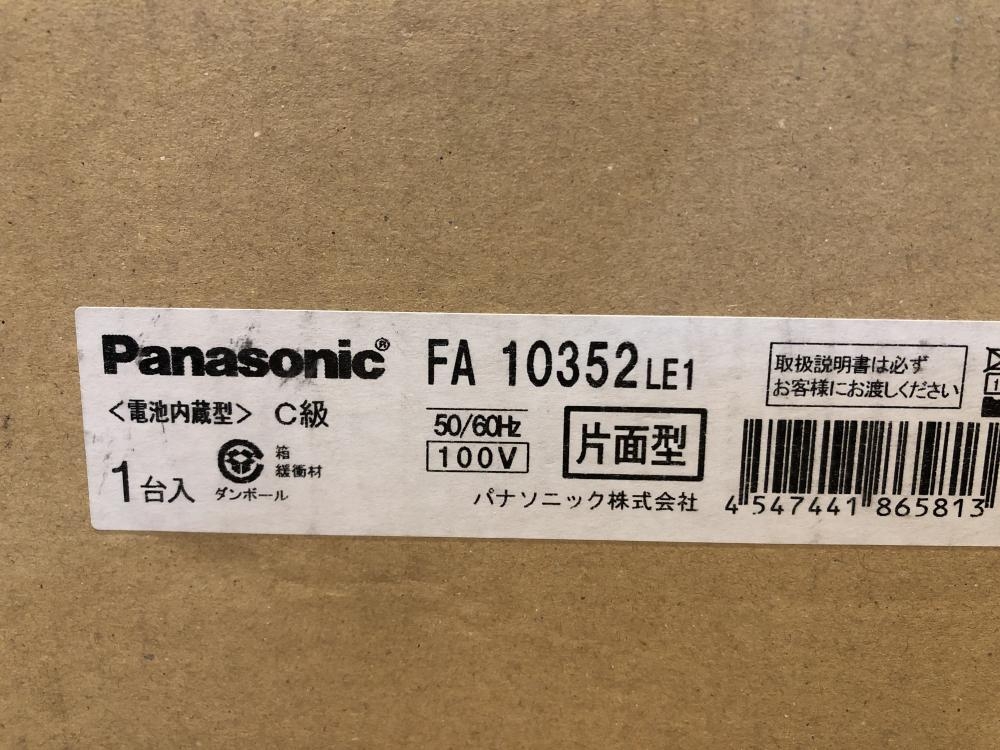 Panasonic® FA 10352LE1
<電池内蔵型> C級
箱
緩衝材
ダンボール
1台入
50/60Hz
100V
片面型
パナソニック株式会社
取扱説明書は必ず
お客様にお渡しください
4 547441 865813